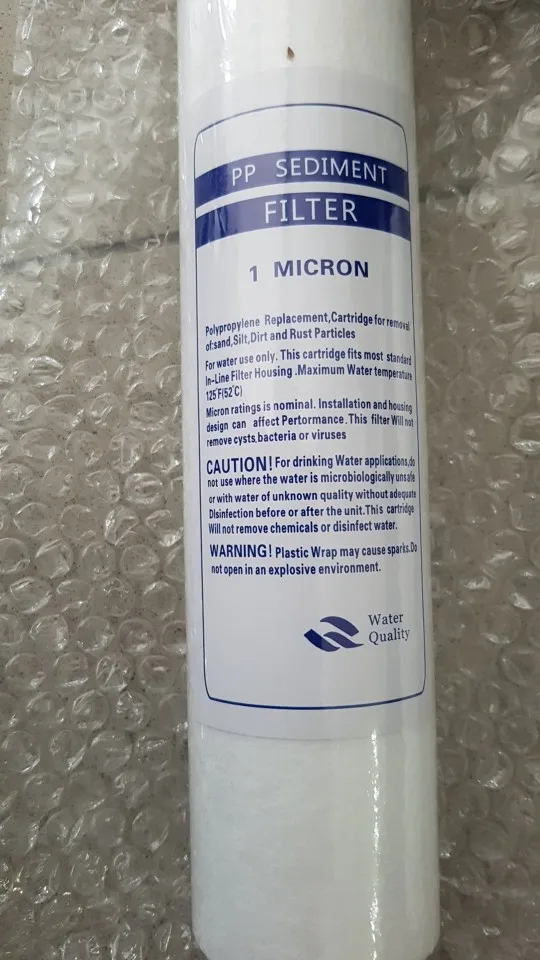 PP SEDIMENT
FILTER
1 MICRON
Polypropylene Replacement,Cartridge for removal
of:sand,Silt,Dirt and Rust Particles
For water use only. This cartridge fits most standard
In-Line Filter Housing .Maximum Water temperature
125°F(52°C)
Micron ratings is nominal. Installation and housing
design can affect Pertormance.This filter Will not
remove cysts,bacteria or viruses
CAUTION! For drinking Water applications,do
not use where the water is microbiologically unsafe
or with water of unknown quality without adequate
DIsinfection before or after the unit.This cartridge
Will not remove chemicals or disinfect water.
WARNING! Plastic Wrap may cause sparks.Do
not open in an explosive environment.
Water
Quality